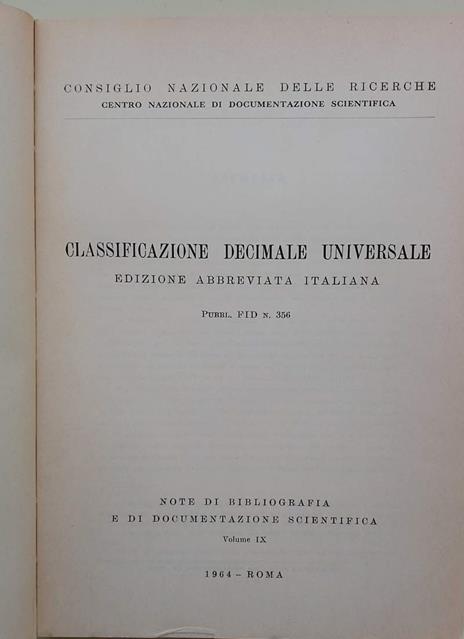 CONSIGLIO NAZIONALE DELLE RICERCHE
CENTRO NAZIONALE DI DOCUMENTAZIONE SCIENTIFICA
CLASSIFICAZIONE DECIMALE UNIVERSALE
EDIZIONE ABBREVIATA ITALIANA
PUBBL. FID N. 356
NOTE DI BIBLIOGRAFIA
E DI DOCUMENTAZIONE SCIENTIFICA
Volume IX
1964 – ROMA